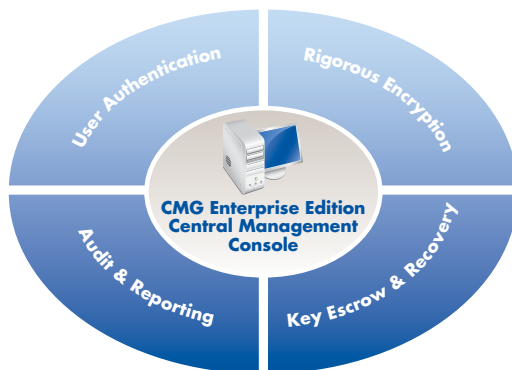 User Authentication
Rigorous Encryption
CMG Enterprise Edition
Central Management
Console
Audit & Reporting
Key Escrow & Recovery